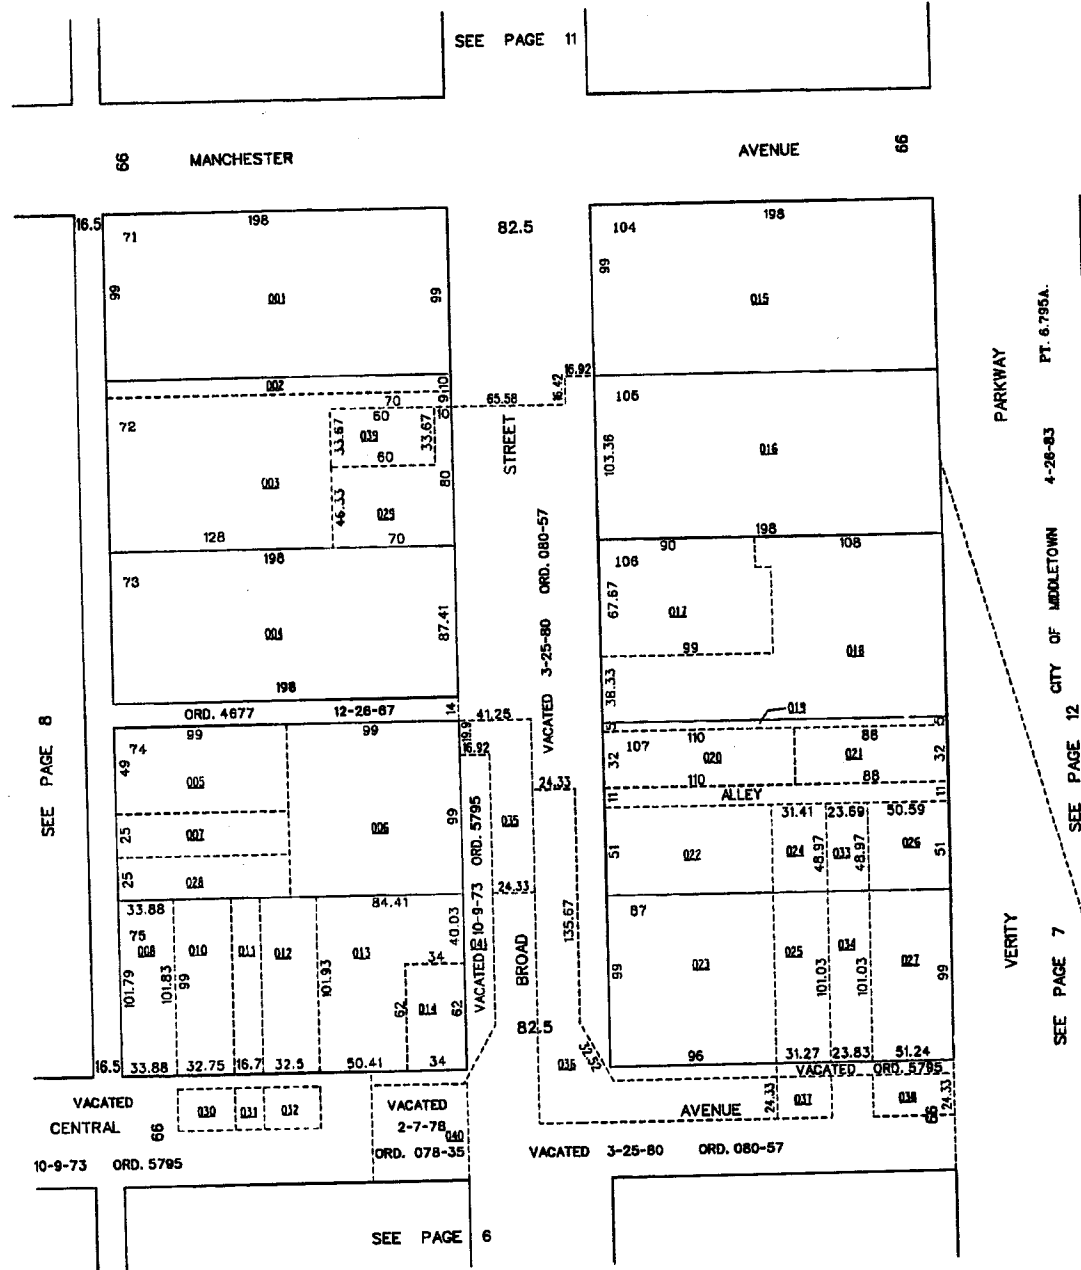 SEE PAGE 11
66 MANCHESTER AVENUE 66
16.5 198 82.5 198
71 104
99 001 99 99 015
PARKWAY
PT. 6.795A.
4-26-83
CITY OF MIDDLETOWN
002 10
9
16.92
16.42
65.58
70
10
72 60 105
33.67 039 33.67
60
STREET
003 80 103.36 016
46.33 029
128 70
198 198
90 108
73 106
67.67 017
004 87.41
99 018
198 38.33
VACATED 3-25-80 ORD. 080-57
ORD. 4677 12-26-67 14
41.25
019
99 99 19.9
16.92
5 5
74 107 110 88
49 005 32 020 021 32
110 88
24.33
11 ALLEY 11
SEE PAGE 8
SEE PAGE 12
25 007 006 99
VACATED 10-9-73 ORD. 5795
035
31.41 23.69 50.59
51 022 024 48.97 033 48.97 026 51
25 028
24.33
33.88 84.41
75 87
008 010 011 012 013 40.03 041
34
101.79 101.83 99 101.93
62 014 62
BROAD
135.67
99 023 025 101.03 034 101.03 027 99
VERITY
SEE PAGE 7
82.5
16.5 33.88 32.75 16.7 32.5 50.41 34
036 32.52
96 31.27 23.83 51.24
VACATED ORD. 5795
VACATED
CENTRAL 66
030 031 032
VACATED
2-7-78
040
ORD. 078-35
AVENUE 24.33 037 038 66 24.33
10-9-73 ORD. 5795
VACATED 3-25-80 ORD. 080-57
SEE PAGE 6